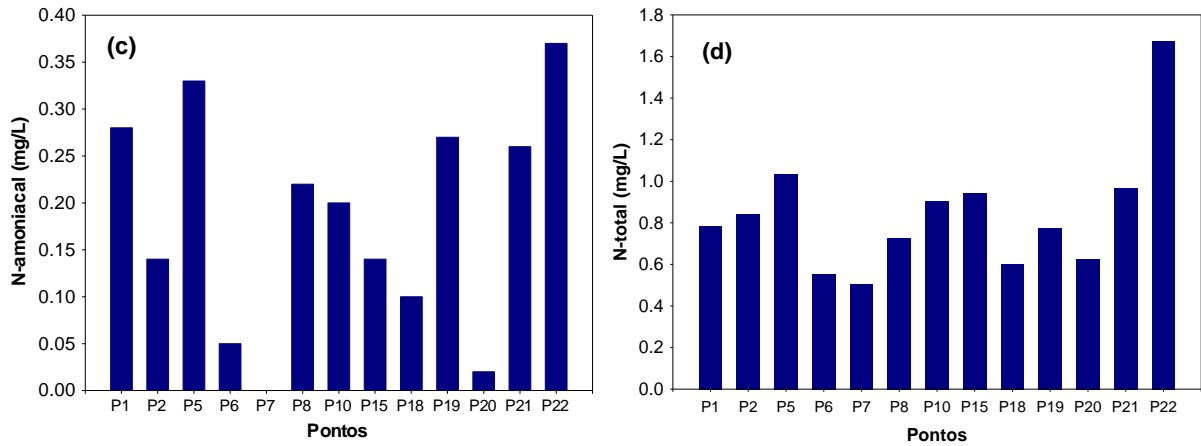 (c)
N-amoniacal (mg/L)
0.40
0.35
0.30
0.25
0.20
0.15
0.10
0.05
0.00
P1 P2 P5 P6 P7 P8 P10 P15 P18 P19 P20 P21 P22
Pontos
(d)
N-total (mg/L)
1.8
1.6
1.4
1.2
1.0
0.8
0.6
0.4
0.2
0.0
P1 P2 P5 P6 P7 P8 P10 P15 P18 P19 P20 P21 P22
Pontos